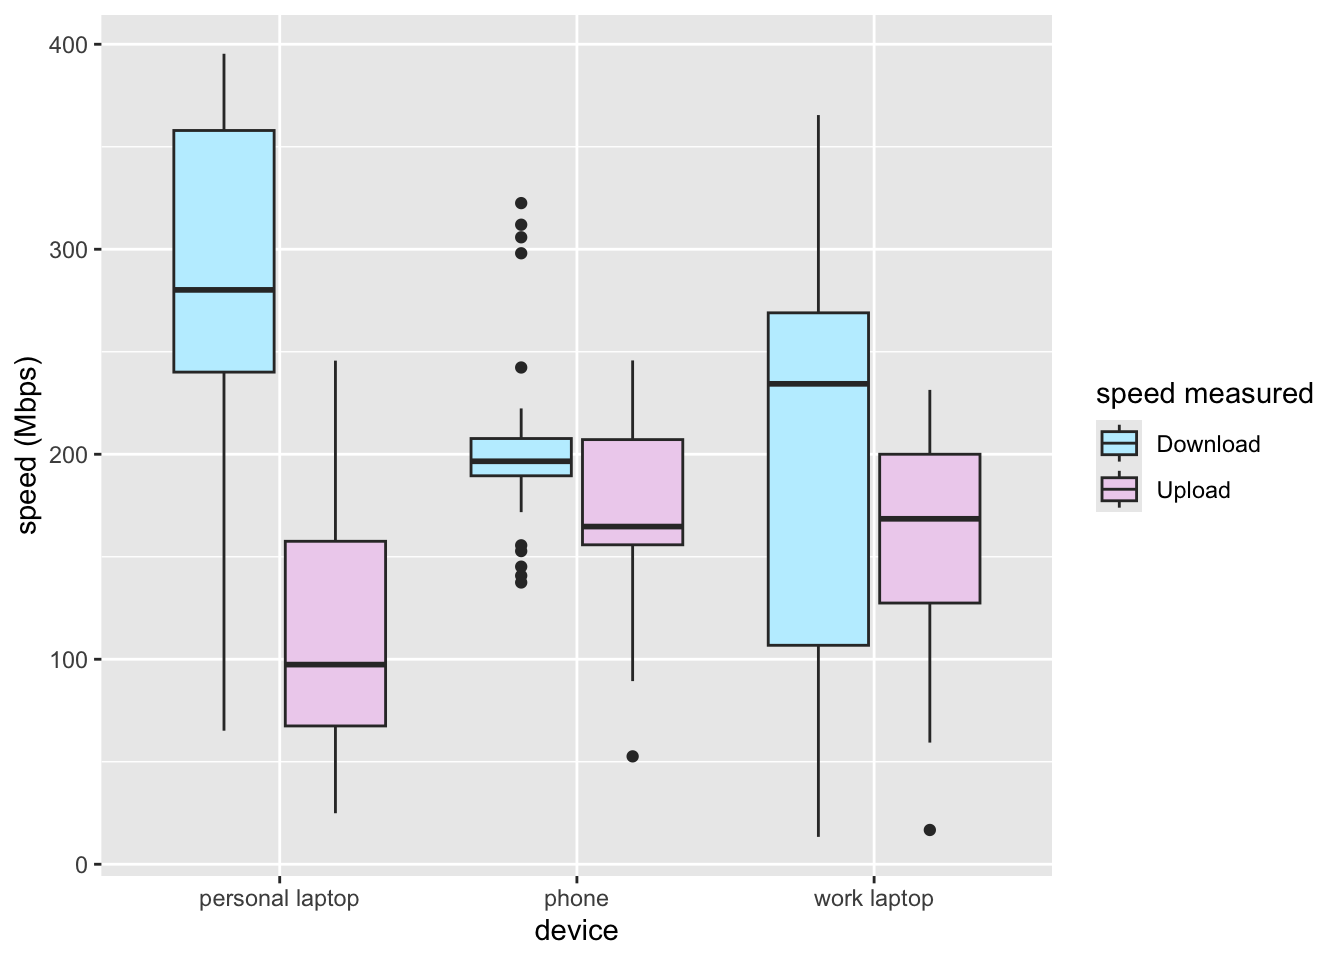 400
300
200
100
0
speed (Mbps)
personal laptop
phone
work laptop
device
speed measured
Download
Upload